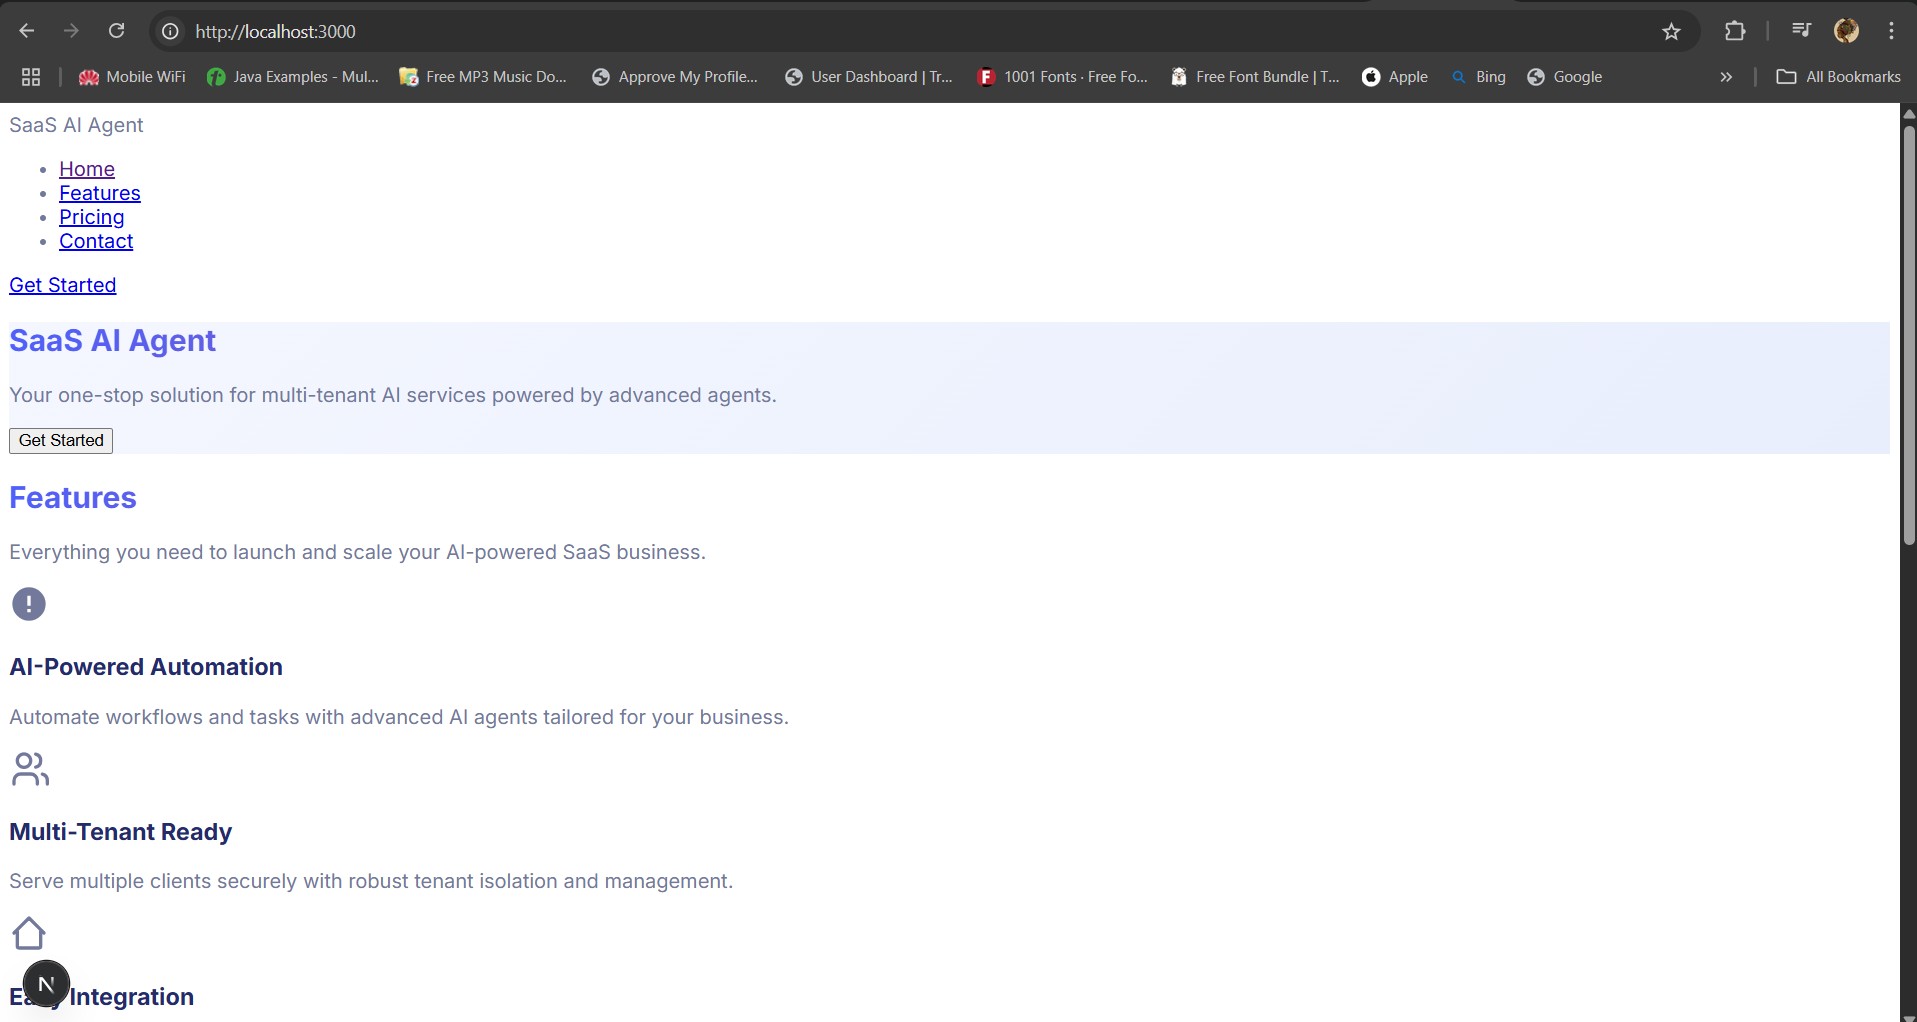 http://localhost:3000
Mobile WiFi
Java Examples - Mul...
Free MP3 Music Do...
Approve My Profile...
User Dashboard | Tr...
1001 Fonts · Free Fo...
Free Font Bundle | T...
Apple
Bing
Google
»
All Bookmarks
SaaS AI Agent
• Home
• Features
• Pricing
• Contact
Get Started
SaaS AI Agent
Your one-stop solution for multi-tenant AI services powered by advanced agents.
Get Started
Features
Everything you need to launch and scale your AI-powered SaaS business.
AI-Powered Automation
Automate workflows and tasks with advanced AI agents tailored for your business.
Multi-Tenant Ready
Serve multiple clients securely with robust tenant isolation and management.
N
Integration